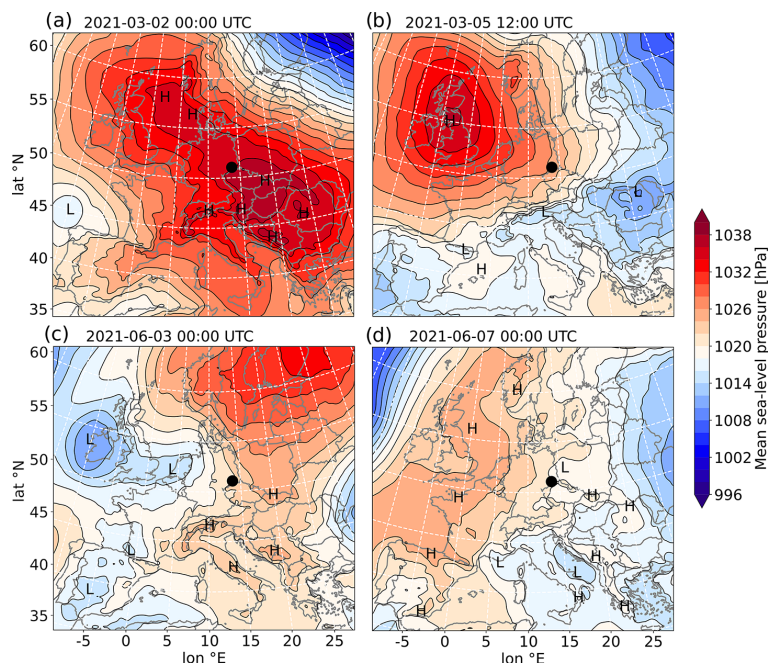 (a) 2021-03-02 00:00 UTC
(b) 2021-03-05 12:00 UTC
60
55
50
45
40
35
lat °N
H
H
H
L
H
H
H
H
H
L
L
L
H
(c) 2021-06-03 00:00 UTC
(d) 2021-06-07 00:00 UTC
60
55
50
45
40
35
lat °N
L
L
H
H
L
H
H
L
H
H
L
H
H
H
H
L
H
L
H
H
H
-5 0 5 10 15 20 25
lon °E
-5 0 5 10 15 20 25
lon °E
1038
1032
1026
1020
1014
1008
1002
996
Mean sea-level pressure [hPa]